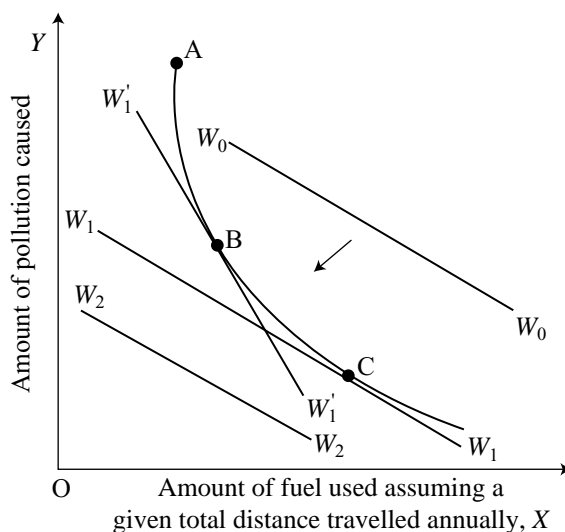 Y
A
W₁'
W₀
Amount of pollution caused
W₁
B
W₂
W₀
C
W₁'
W₂
W₁
O
Amount of fuel used assuming a
given total distance travelled annually, X